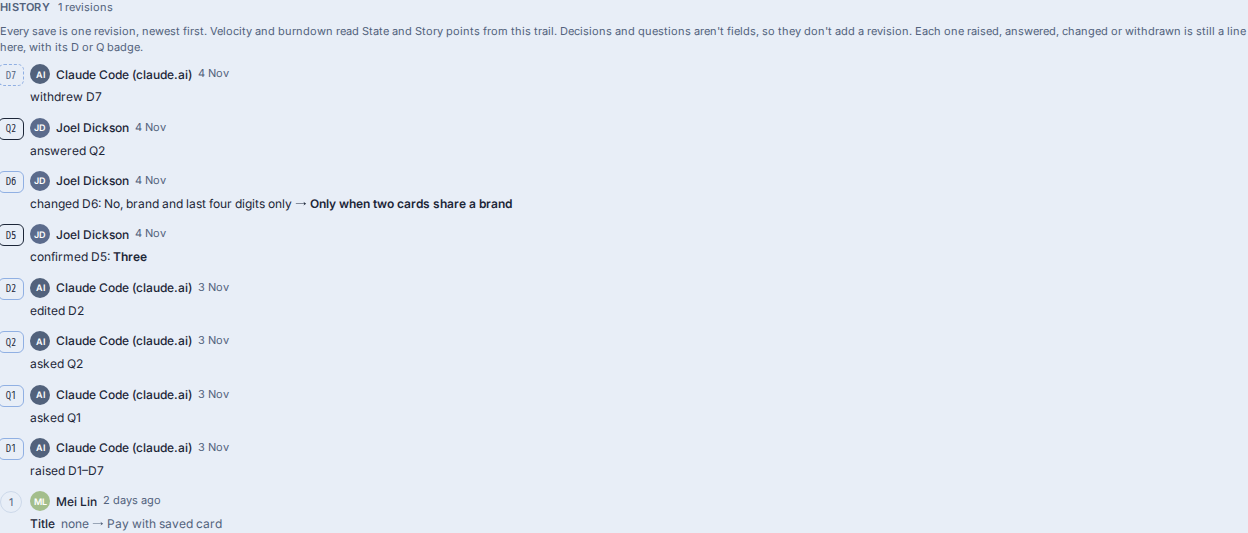 HISTORY 1 revisions
Every save is one revision, newest first. Velocity and burndown read State and Story points from this trail. Decisions and questions aren't fields, so they don't add a revision. Each one raised, answered, changed or withdrawn is still a line
here, with its D or Q badge.
D7 AI Claude Code (claude.ai) 4 Nov
withdrew D7
Q2 JD Joel Dickson 4 Nov
answered Q2
D6 JD Joel Dickson 4 Nov
changed D6: No, brand and last four digits only → Only when two cards share a brand
D5 JD Joel Dickson 4 Nov
confirmed D5: Three
D2 AI Claude Code (claude.ai) 3 Nov
edited D2
Q2 AI Claude Code (claude.ai) 3 Nov
asked Q2
Q1 AI Claude Code (claude.ai) 3 Nov
asked Q1
D1 AI Claude Code (claude.ai) 3 Nov
raised D1–D7
1 ML Mei Lin 2 days ago
Title none → Pay with saved card